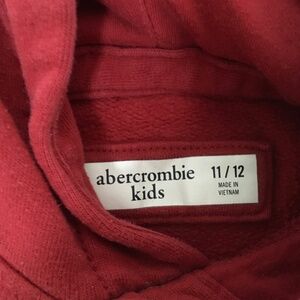 abercrombie
kids
11 / 12
MADE IN
VIETNAM